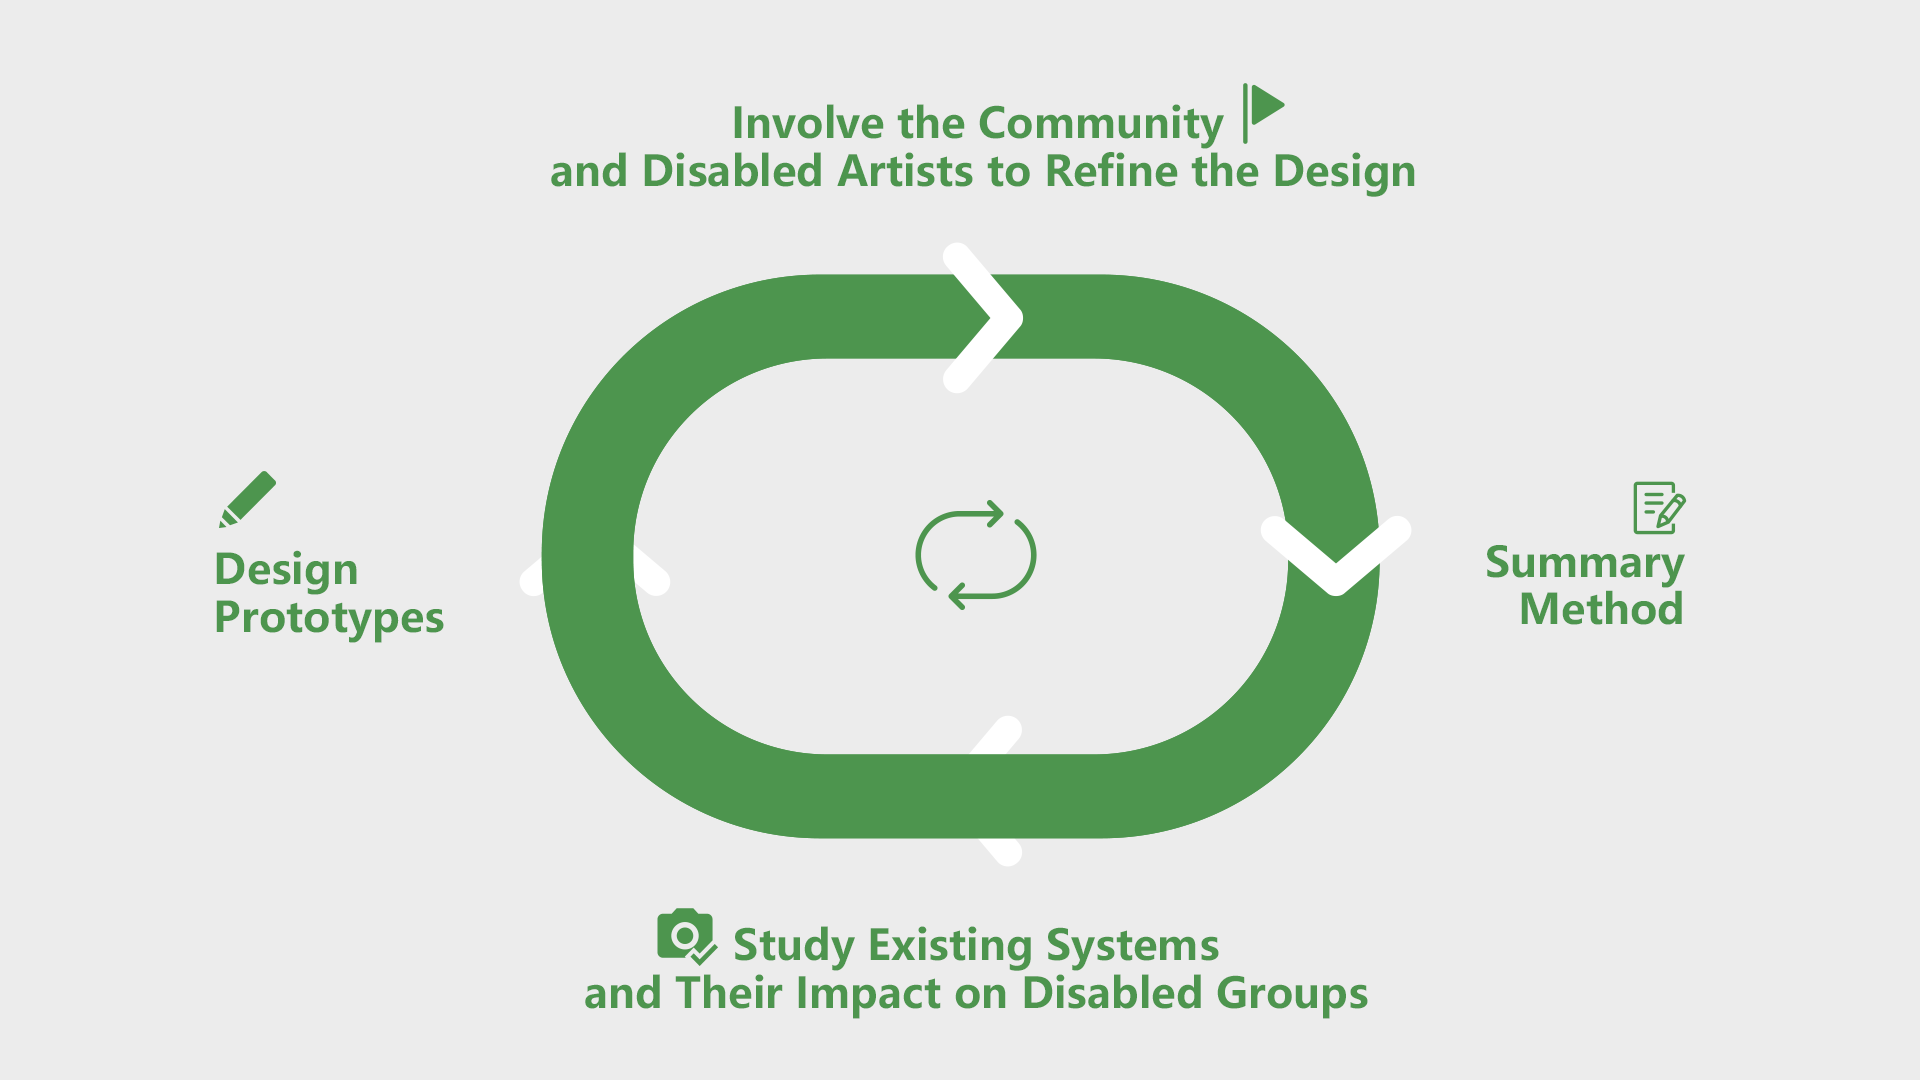 Involve the Community
and Disabled Artists to Refine the Design
Design
Prototypes
Summary
Method
Study Existing Systems
and Their Impact on Disabled Groups